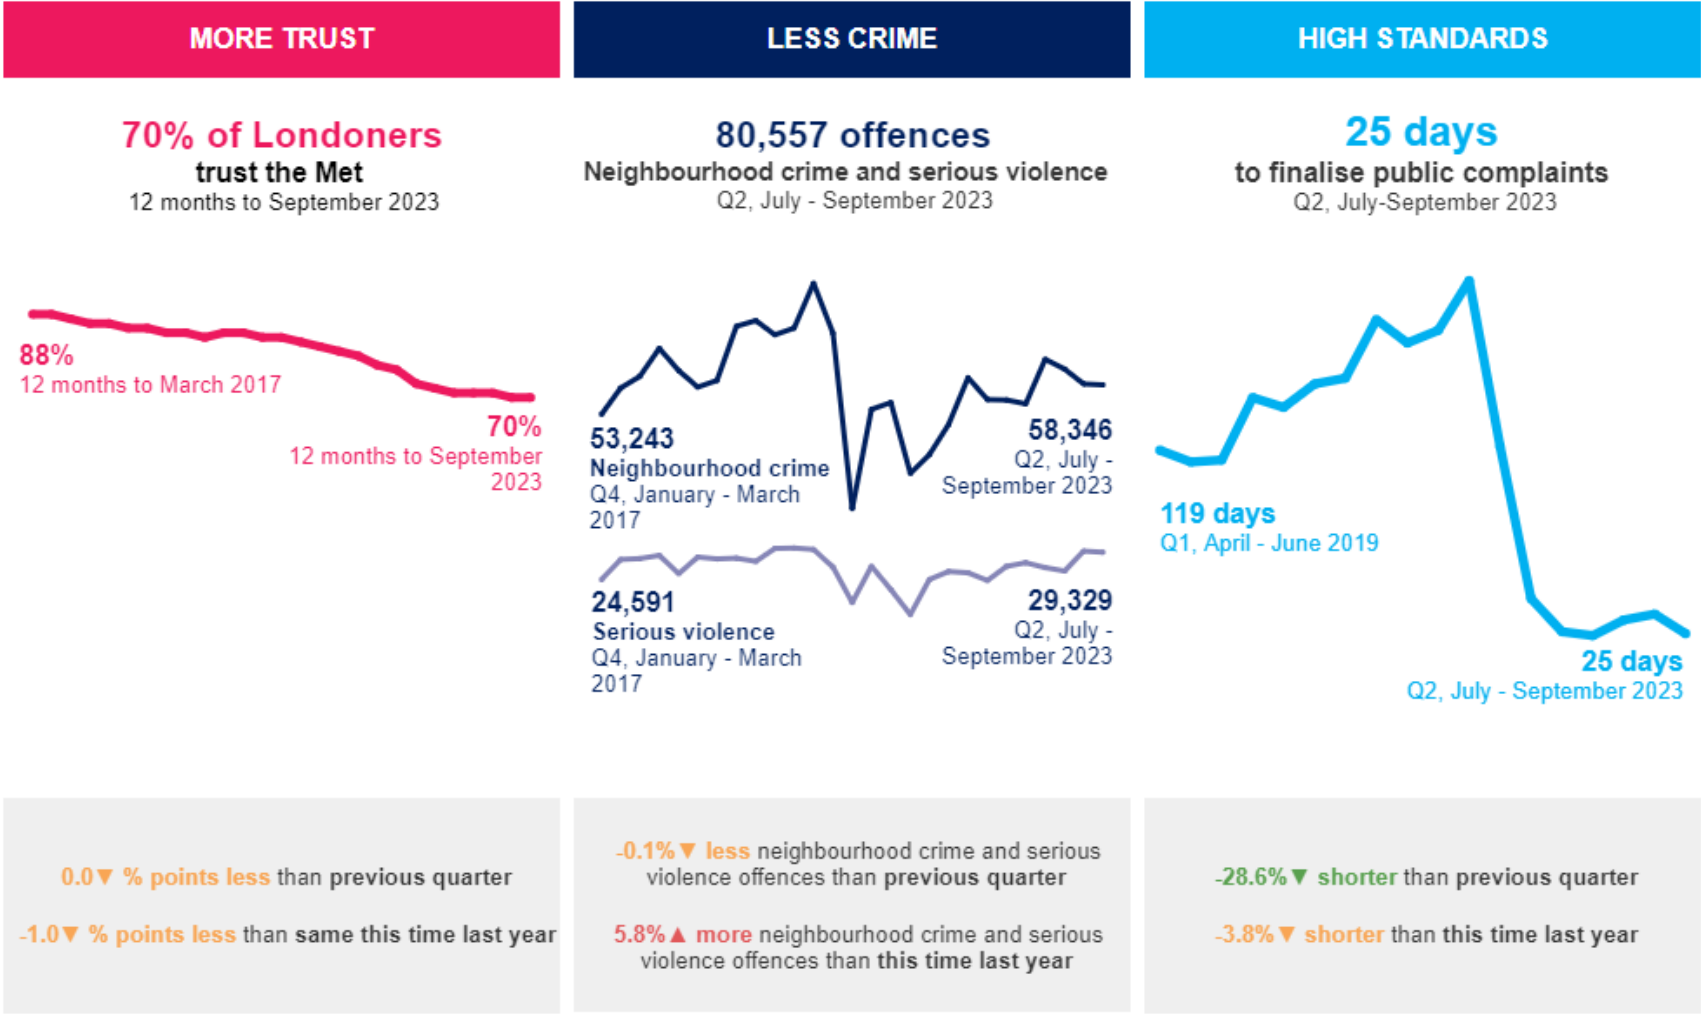 MORE TRUST
70% of Londoners
trust the Met
12 months to September 2023
88%
12 months to March 2017
70%
12 months to September
2023
0.0▼ % points less than previous quarter
-1.0▼ % points less than same this time last year
LESS CRIME
80,557 offences
Neighbourhood crime and serious violence
Q2, July - September 2023
53,243
Neighbourhood crime
Q4, January - March
2017
58,346
Q2, July -
September 2023
24,591
Serious violence
Q4, January - March
2017
29,329
Q2, July -
September 2023
-0.1%▼ less neighbourhood crime and serious
violence offences than previous quarter
5.8%▲ more neighbourhood crime and serious
violence offences than this time last year
HIGH STANDARDS
25 days
to finalise public complaints
Q2, July-September 2023
119 days
Q1, April - June 2019
25 days
Q2, July - September 2023
-28.6%▼ shorter than previous quarter
-3.8%▼ shorter than this time last year